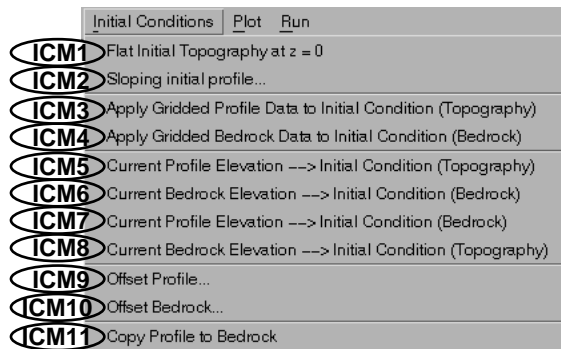 Initial Conditions Plot Run
ICM1 Flat Initial Topography at z = 0
ICM2 Sloping initial profile...
ICM3 Apply Gridded Profile Data to Initial Condition (Topography)
ICM4 Apply Gridded Bedrock Data to Initial Condition (Bedrock)
ICM5 Current Profile Elevation --> Initial Condition (Topography)
ICM6 Current Bedrock Elevation --> Initial Condition (Bedrock)
ICM7 Current Profile Elevation --> Initial Condition (Bedrock)
ICM8 Current Bedrock Elevation --> Initial Condition (Topography)
ICM9 Offset Profile...
ICM10 Offset Bedrock...
ICM11 Copy Profile to Bedrock